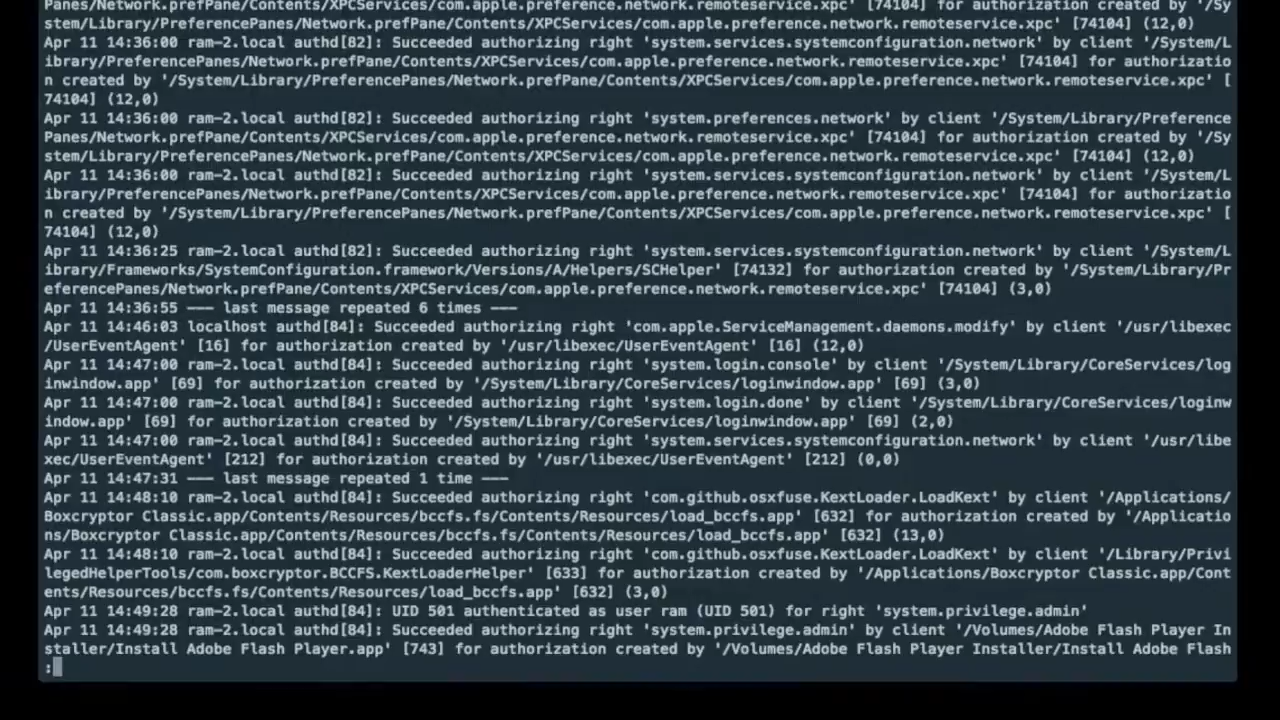 Panes/Network.prefPane/Contents/XPCServices/com.apple.preference.network.remoteservice.xpc' [74104] for authorization created by '/Sy
stem/Library/PreferencePanes/Network.prefPane/Contents/XPCServices/com.apple.preference.network.remoteservice.xpc' [74104] (12,0)
Apr 11 14:36:00 ram-2.local authd[82]: Succeeded authorizing right 'system.services.systemconfiguration.network' by client '/System/L
ibrary/PreferencePanes/Network.prefPane/Contents/XPCServices/com.apple.preference.network.remoteservice.xpc' [74104] for authorizatio
n created by '/System/Library/PreferencePanes/Network.prefPane/Contents/XPCServices/com.apple.preference.network.remoteservice.xpc' [
74104] (12,0)
Apr 11 14:36:00 ram-2.local authd[82]: Succeeded authorizing right 'system.preferences.network' by client '/System/Library/Preference
Panes/Network.prefPane/Contents/XPCServices/com.apple.preference.network.remoteservice.xpc' [74104] for authorization created by '/Sy
stem/Library/PreferencePanes/Network.prefPane/Contents/XPCServices/com.apple.preference.network.remoteservice.xpc' [74104] (12,0)
Apr 11 14:36:00 ram-2.local authd[82]: Succeeded authorizing right 'system.services.systemconfiguration.network' by client '/System/L
ibrary/PreferencePanes/Network.prefPane/Contents/XPCServices/com.apple.preference.network.remoteservice.xpc' [74104] for authorizatio
n created by '/System/Library/PreferencePanes/Network.prefPane/Contents/XPCServices/com.apple.preference.network.remoteservice.xpc' [
74104] (12,0)
Apr 11 14:36:25 ram-2.local authd[82]: Succeeded authorizing right 'system.services.systemconfiguration.network' by client '/System/L
ibrary/Frameworks/SystemConfiguration.framework/Versions/A/Helpers/SCHelper' [74132] for authorization created by '/System/Library/Pr
eferencePanes/Network.prefPane/Contents/XPCServices/com.apple.preference.network.remoteservice.xpc' [74104] (3,0)
Apr 11 14:36:55 --- last message repeated 6 times ---
Apr 11 14:46:03 localhost authd[84]: Succeeded authorizing right 'com.apple.ServiceManagement.daemons.modify' by client '/usr/libexec
/UserEventAgent' [16] for authorization created by '/usr/libexec/UserEventAgent' [16] (12,0)
Apr 11 14:47:00 ram-2.local authd[84]: Succeeded authorizing right 'system.login.console' by client '/System/Library/CoreServices/log
inwindow.app' [69] for authorization created by '/System/Library/CoreServices/loginwindow.app' [69] (3,0)
Apr 11 14:47:00 ram-2.local authd[84]: Succeeded authorizing right 'system.login.done' by client '/System/Library/CoreServices/loginw
indow.app' [69] for authorization created by '/System/Library/CoreServices/loginwindow.app' [69] (2,0)
Apr 11 14:47:00 ram-2.local authd[84]: Succeeded authorizing right 'system.services.systemconfiguration.network' by client '/usr/libe
xec/UserEventAgent' [212] for authorization created by '/usr/libexec/UserEventAgent' [212] (0,0)
Apr 11 14:47:31 --- last message repeated 1 time ---
Apr 11 14:48:10 ram-2.local authd[84]: Succeeded authorizing right 'com.github.osxfuse.KextLoader.LoadKext' by client '/Applications/
Boxcryptor Classic.app/Contents/Resources/bccfs.fs/Contents/Resources/load_bccfs.app' [632] for authorization created by '/Applicatio
ns/Boxcryptor Classic.app/Contents/Resources/bccfs.fs/Contents/Resources/load_bccfs.app' [632] (13,0)
Apr 11 14:48:10 ram-2.local authd[84]: Succeeded authorizing right 'com.github.osxfuse.KextLoader.LoadKext' by client '/Library/Privi
legedHelperTools/com.boxcryptor.BCCFS.KextLoaderHelper' [633] for authorization created by '/Applications/Boxcryptor Classic.app/Cont
ents/Resources/bccfs.fs/Contents/Resources/load_bccfs.app' [632] (3,0)
Apr 11 14:49:28 ram-2.local authd[84]: UID 501 authenticated as user ram (UID 501) for right 'system.privilege.admin'
Apr 11 14:49:28 ram-2.local authd[84]: Succeeded authorizing right 'system.privilege.admin' by client '/Volumes/Adobe Flash Player In
staller/Install Adobe Flash Player.app' [743] for authorization created by '/Volumes/Adobe Flash Player Installer/Install Adobe Flash
: